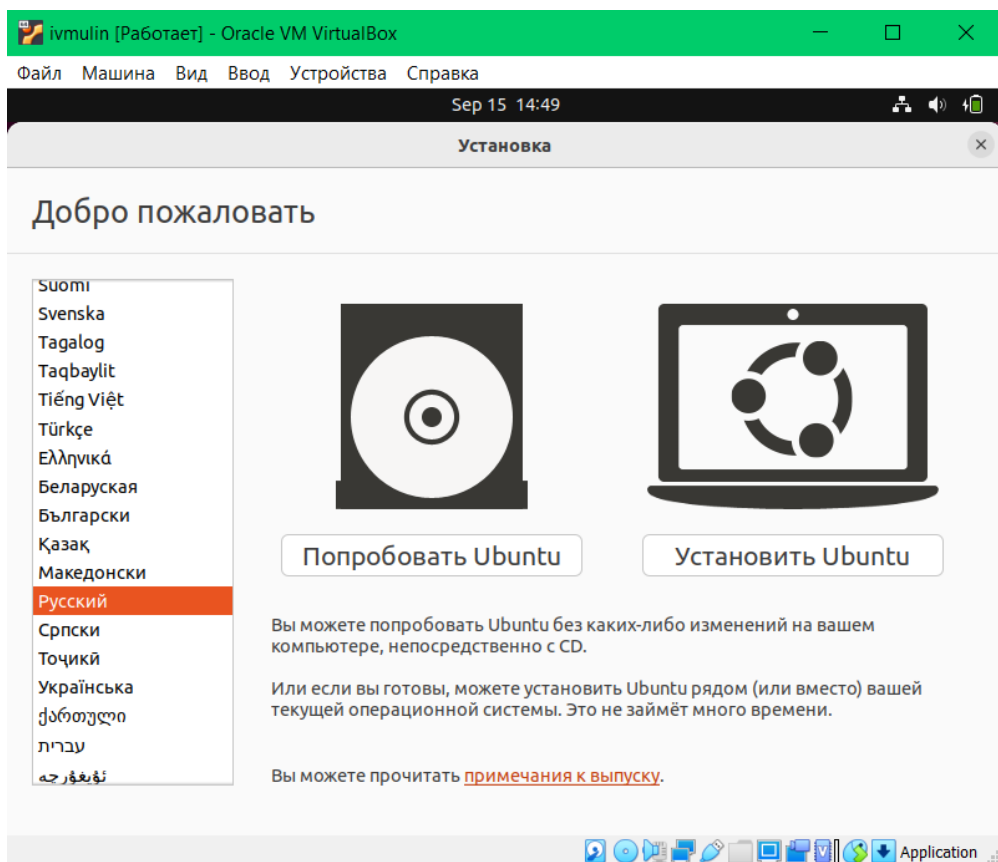 ivmulin [Работает] - Oracle VM VirtualBox
Файл Машина Вид Ввод Устройства Справка
Sep 15 14:49
Установка
Добро пожаловать
Suomi
Svenska
Tagalog
Taqbaylit
Tiếng Việt
Türkçe
Ελληνικά
Беларуская
Български
Қазақ
Македонски
Русский
Српски
Тоҷикӣ
Українська
ქართული
עברית
ئۇيغۇرچە
Попробовать Ubuntu
Установить Ubuntu
Вы можете попробовать Ubuntu без каких-либо изменений на вашем
компьютере, непосредственно с CD.
Или если вы готовы, можете установить Ubuntu рядом (или вместо) вашей
текущей операционной системы. Это не займёт много времени.
Вы можете прочитать примечания к выпуску.
Application